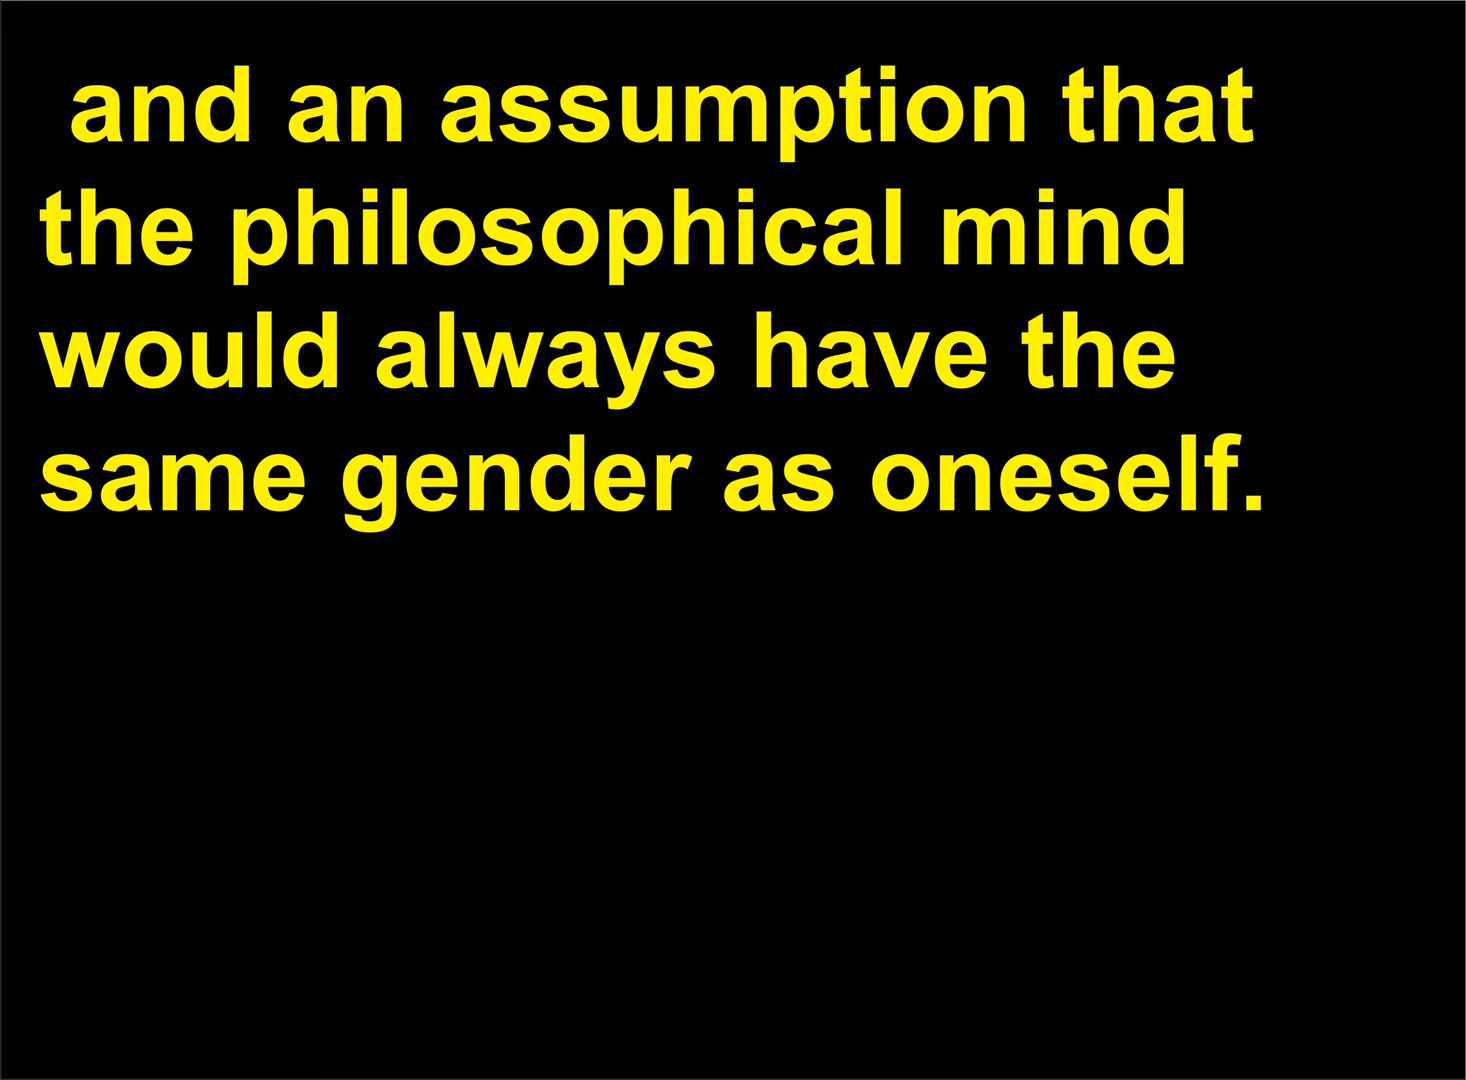 and an assumption that
the philosophical mind
would always have the
same gender as oneself.